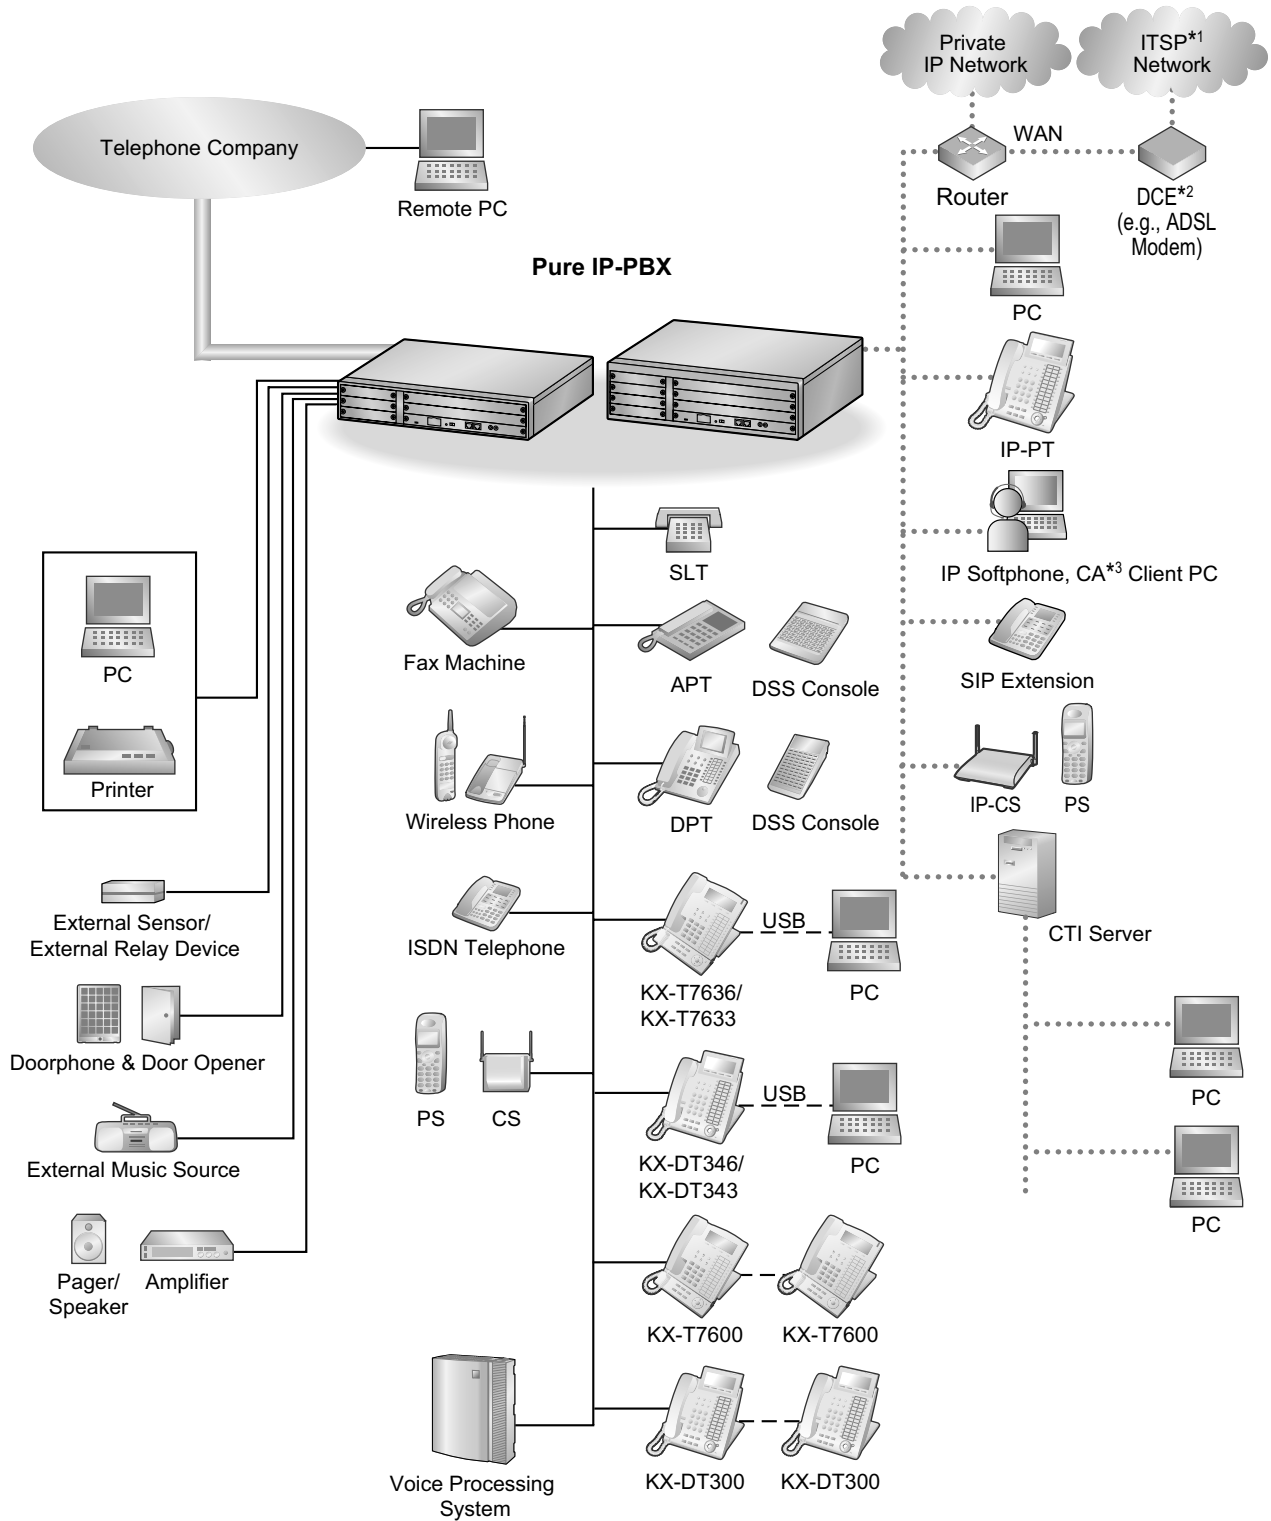 Private
IP Network
ITSP*1
Network
Telephone Company
WAN
Remote PC
Router
DCE*2
(e.g., ADSL
Modem)
Pure IP-PBX
PC
IP-PT
SLT
IP Softphone, CA*3 Client PC
Fax Machine
PC
APT
DSS Console
SIP Extension
Printer
Wireless Phone
DPT
DSS Console
IP-CS
PS
External Sensor/
External Relay Device
ISDN Telephone
USB
CTI Server
KX-T7636/
KX-T7633
PC
Doorphone & Door Opener
PS
CS
USB
PC
External Music Source
KX-DT346/
KX-DT343
PC
PC
Pager/
Speaker
Amplifier
KX-T7600
KX-T7600
Voice Processing
System
KX-DT300
KX-DT300